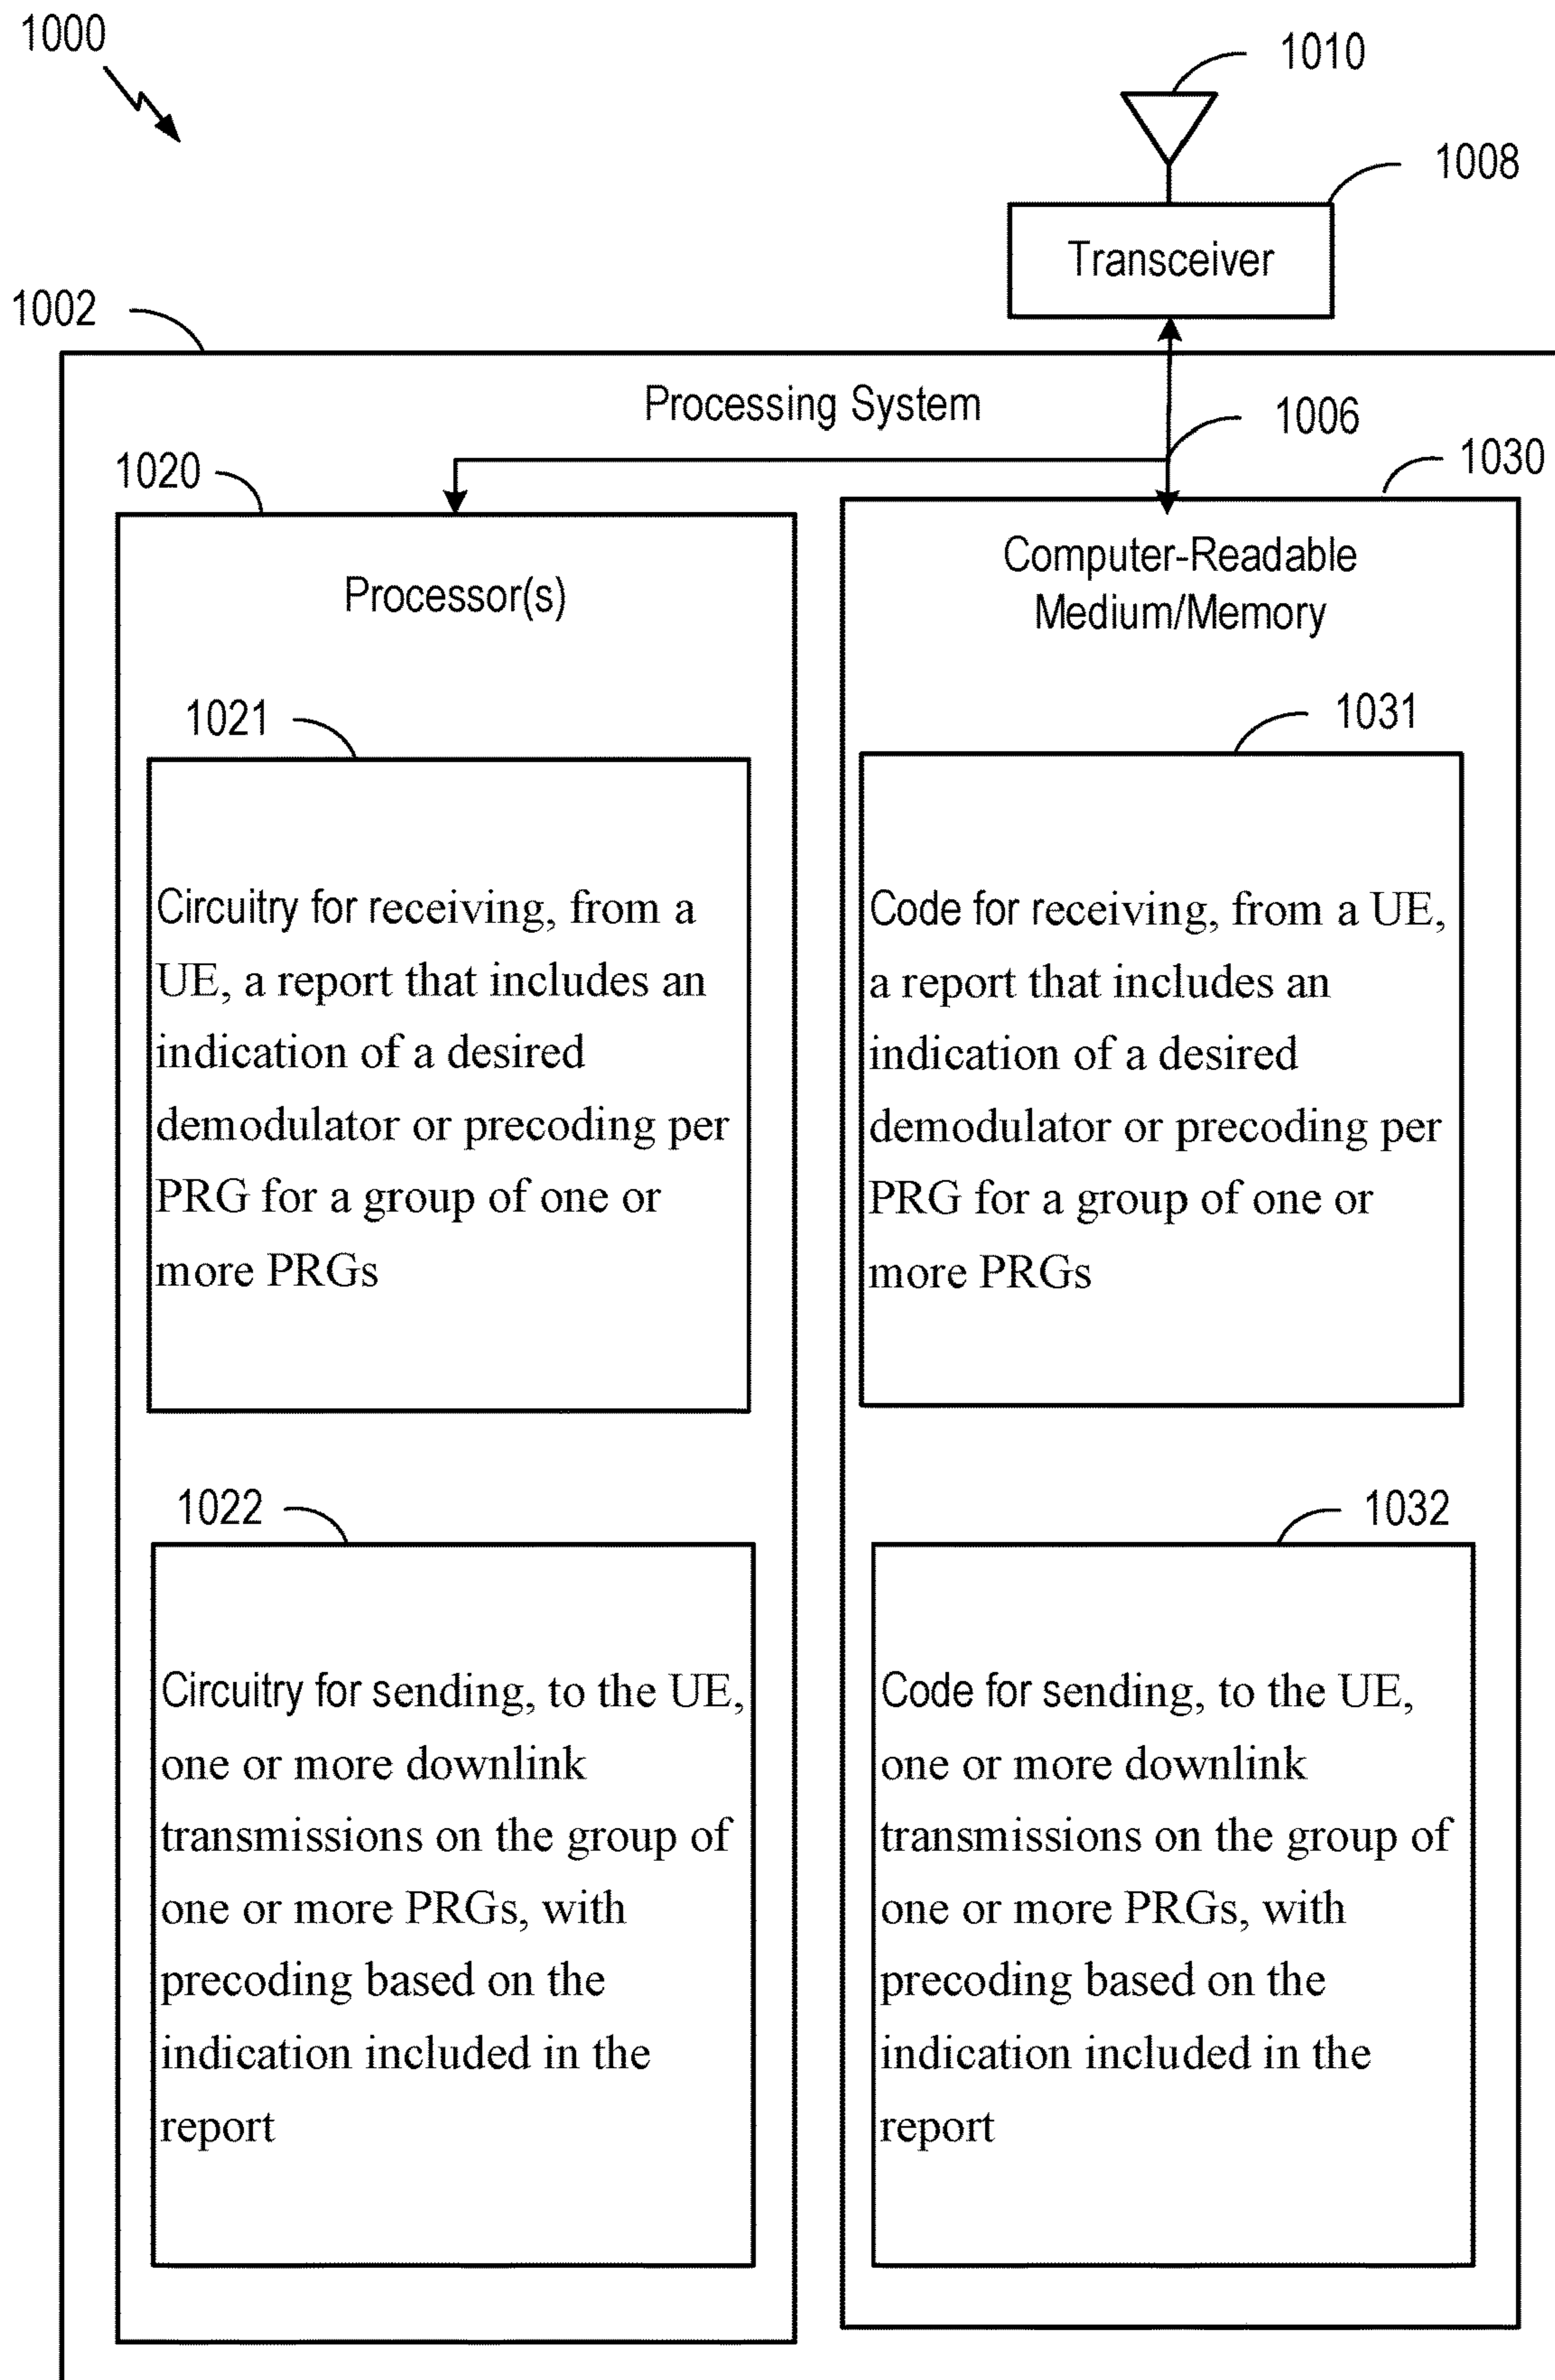 1000
1010
1008
Transceiver
1002
Processing System
1006
1020
1030
Processor(s)
Computer-Readable
Medium/Memory
1021
Circuitry for receiving, from a
UE, a report that includes an
indication of a desired
demodulator or precoding per
PRG for a group of one or
more PRGs
1031
Code for receiving, from a UE,
a report that includes an
indication of a desired
demodulator or precoding per
PRG for a group of one or
more PRGs
1022
Circuitry for sending, to the UE,
one or more downlink
transmissions on the group of
one or more PRGs, with
precoding based on the
indication included in the
report
1032
Code for sending, to the UE,
one or more downlink
transmissions on the group of
one or more PRGs, with
precoding based on the
indication included in the
report